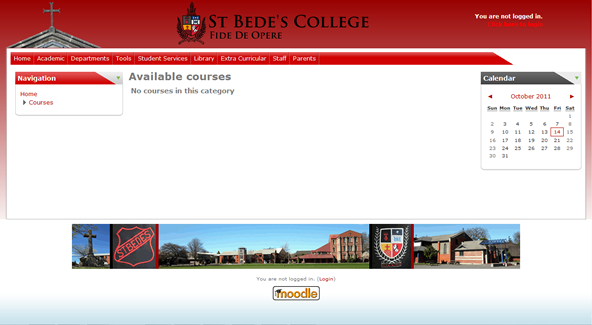 ST BEDE'S COLLEGE
FIDE DE OPERE
You are not logged in.
Home Academic Departments Tools Student Services Library Extra Curricular Staff Parents
Navigation
Home
Courses
Available courses
No courses in this category
Calendar
October 2011
Sun Mon Tue Wed Thu Fri Sat
1
2 3 4 5 6 7 8
9 10 11 12 13 14 15
16 17 18 19 20 21 22
23 24 25 26 27 28 29
30 31
ST.BEDES
You are not logged in. (Login)
moodle